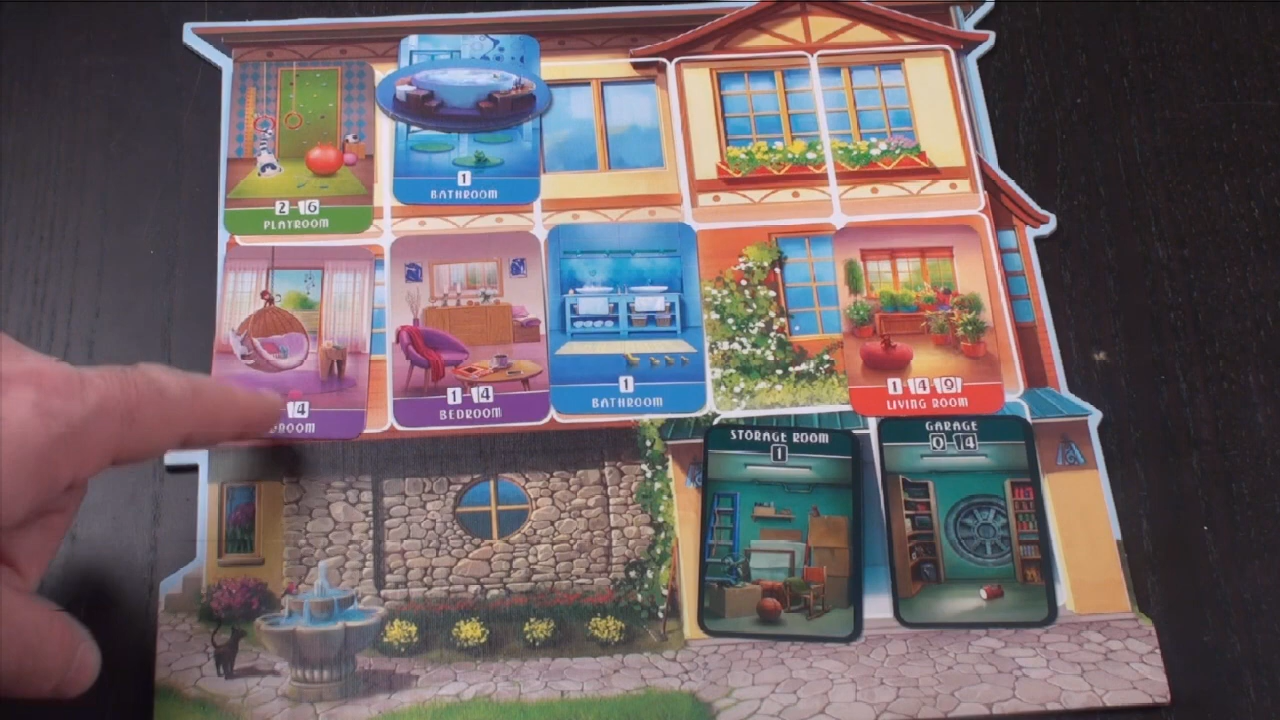 2 16
PLAYROOM
1
BATHROOM
4
ROOM
1 4
BEDROOM
1
BATHROOM
1 4 9
LIVING ROOM
STORAGE ROOM
1
GARAGE
0 4